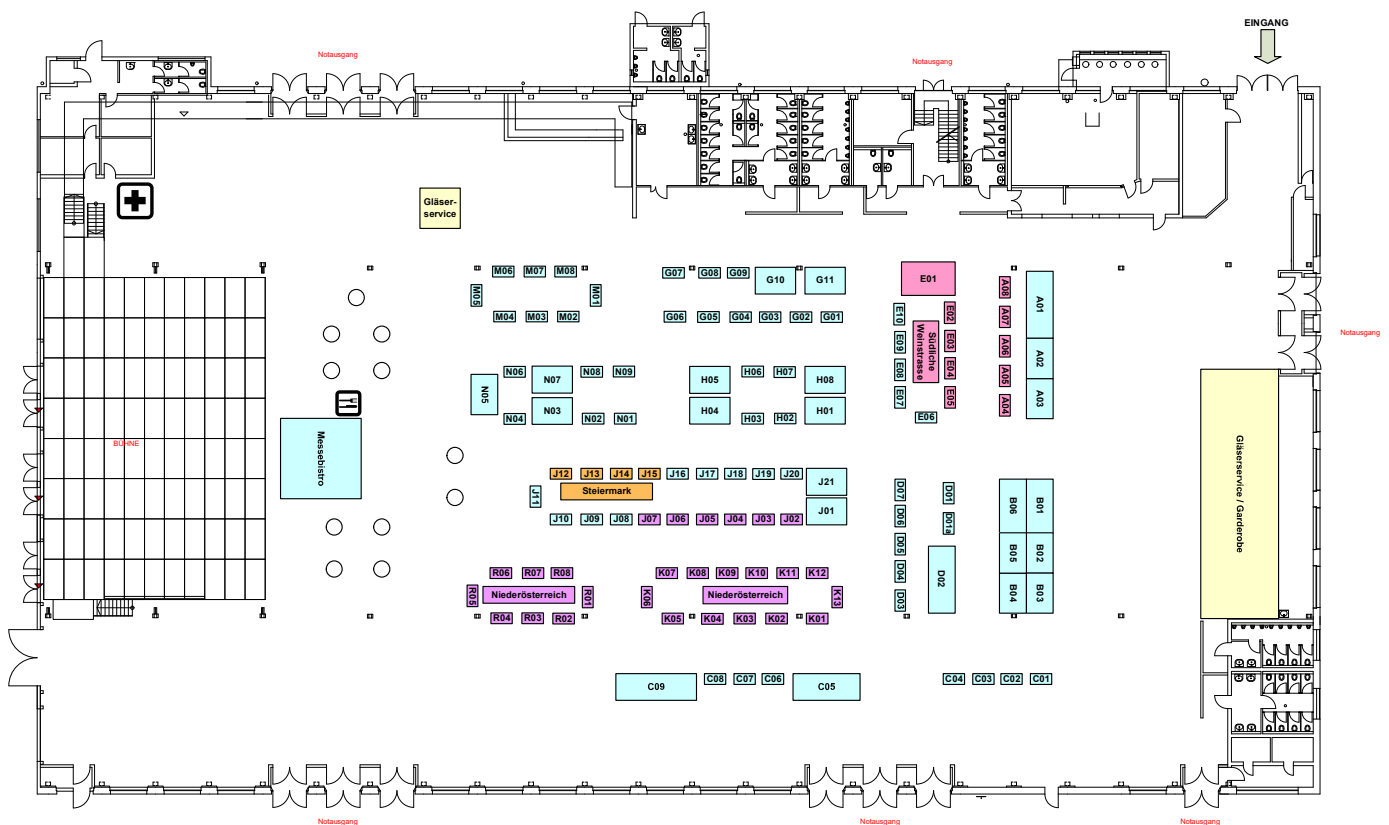 EINGANG
Notausgang
Notausgang
Gläser-
service
M06 M07 M08
G07 G08 G09 G10 G11
E01
A08
A01
M05
M01
E10
E02
A07
M04 M03 M02
G06 G05 G04 G03 G02 G01
Südliche
Weinstrasse
Notausgang
E09
E03
A06
A02
N06 N07 N08 N09
H05 H06 H07 H08
E08
E04
A05
N05
E07
E05
A03
A04
N04 N03 N02 N01
H04 H03 H02 H01
E06
BÜHNE
Messebistro
Gläserservice / Garderobe
J12 J13 J14 J15 J16 J17 J18 J19 J20 J21
Steiermark
J11
J10 J09 J08 J07 J06 J05 J04 J03 J02 J01
D07
D01
B06
B01
D06
D01a
D05
B05
B02
D04
D02
D03
B04
B03
R06 R07 R08
K07 K08 K09 K10 K11 K12
R05
Niederösterreich
R01
K06
Niederösterreich
K13
R04 R03 R02
K05 K04 K03 K02 K01
C09 C08 C07 C06 C05
C04 C03 C02 C01
Notausgang
Notausgang
Notausgang